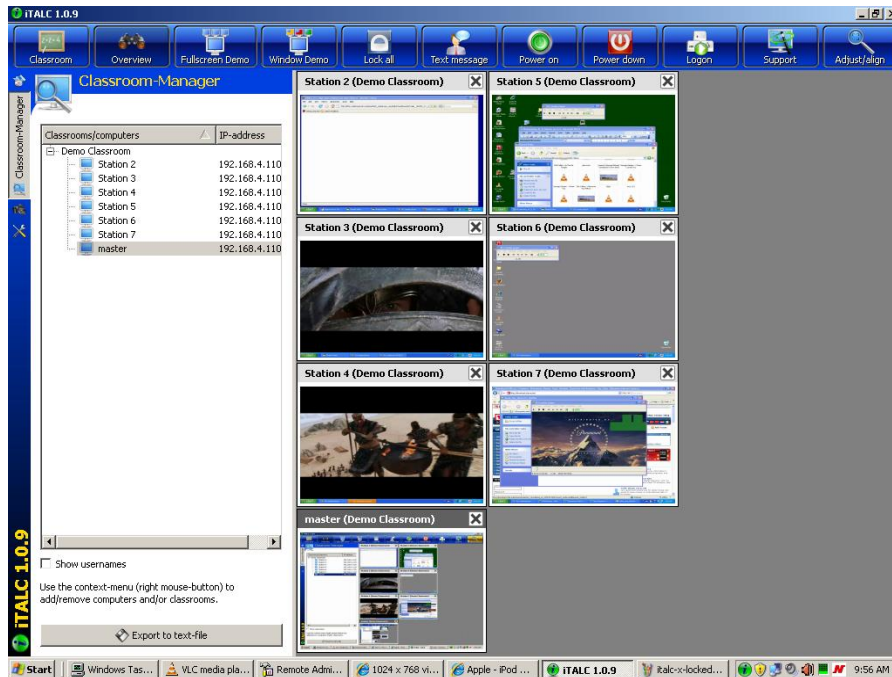 iTALC 1.0.9
Classroom
Overview
Fullscreen Demo
Window Demo
Lock all
Text message
Power on
Power down
Logon
Support
Adjust/align
Classroom-Manager
Classroom-Manager
Classrooms/computers IP-address
Demo Classroom
Station 2 192.168.4.110
Station 3 192.168.4.110
Station 4 192.168.4.110
Station 5 192.168.4.110
Station 6 192.168.4.110
Station 7 192.168.4.110
master 192.168.4.110
Show usernames
Use the context-menu (right mouse-button) to
add/remove computers and/or classrooms.
Export to text-file
iTALC 1.0.9
Station 2 (Demo Classroom)
Station 5 (Demo Classroom)
Station 3 (Demo Classroom)
Station 6 (Demo Classroom)
Station 4 (Demo Classroom)
Station 7 (Demo Classroom)
Paramount
master (Demo Classroom)
Start
Windows Tas...
VLC media pla...
Remote Admi...
1024 x 768 vi...
Apple - iPod ...
iTALC 1.0.9
italc-x-locked...
9:56 AM